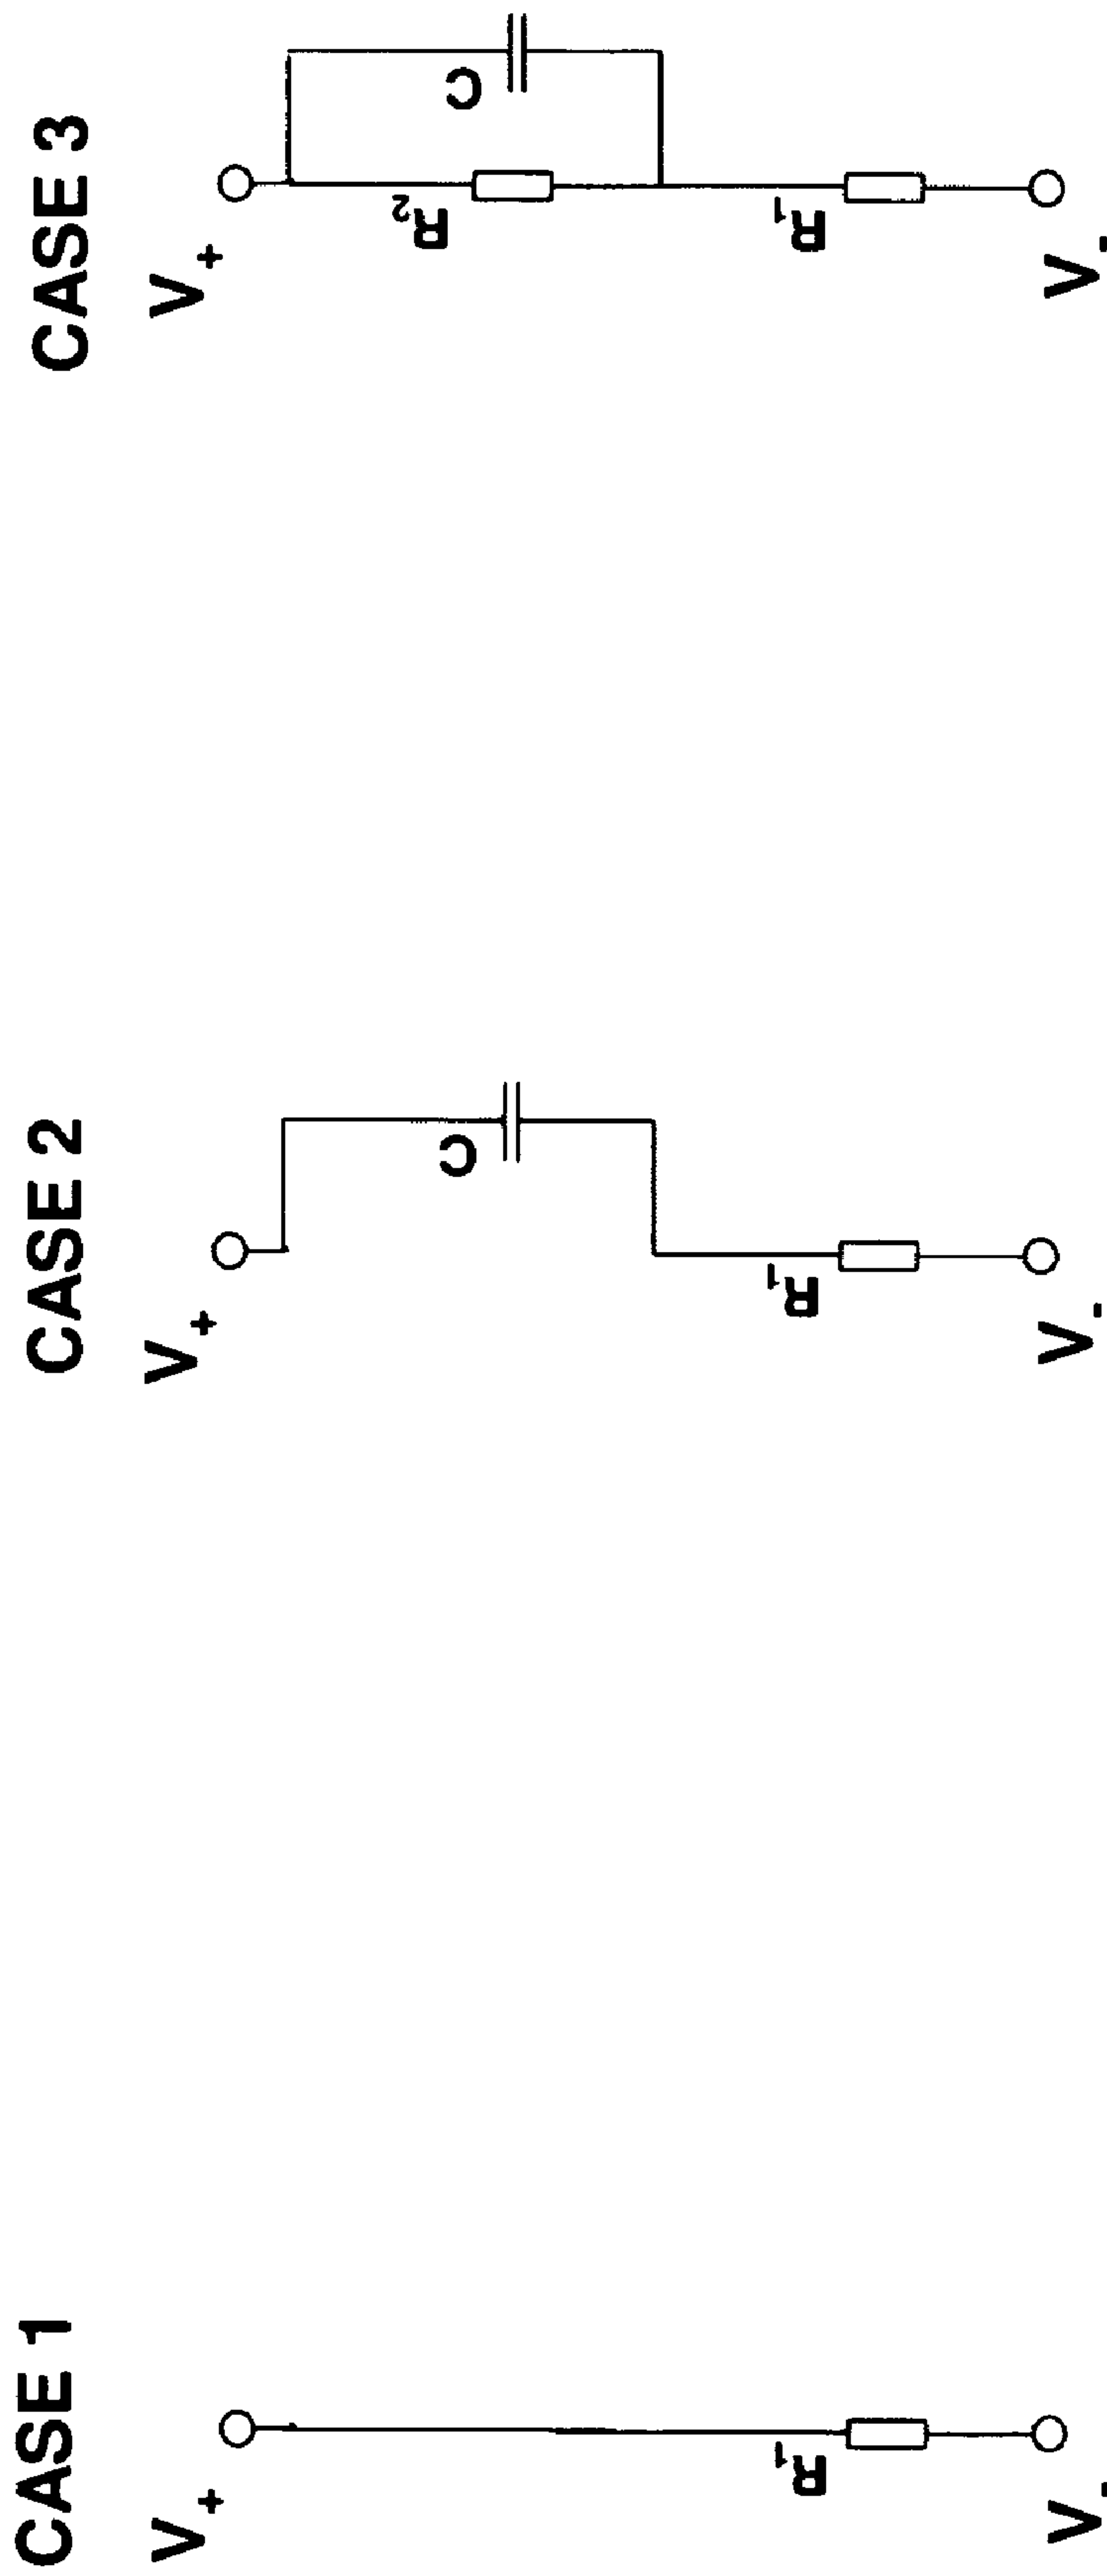 CASE 1
V+
R1
V-
CASE 2
V+
C
R1
V-
CASE 3
V+
R2
C
R1
V-